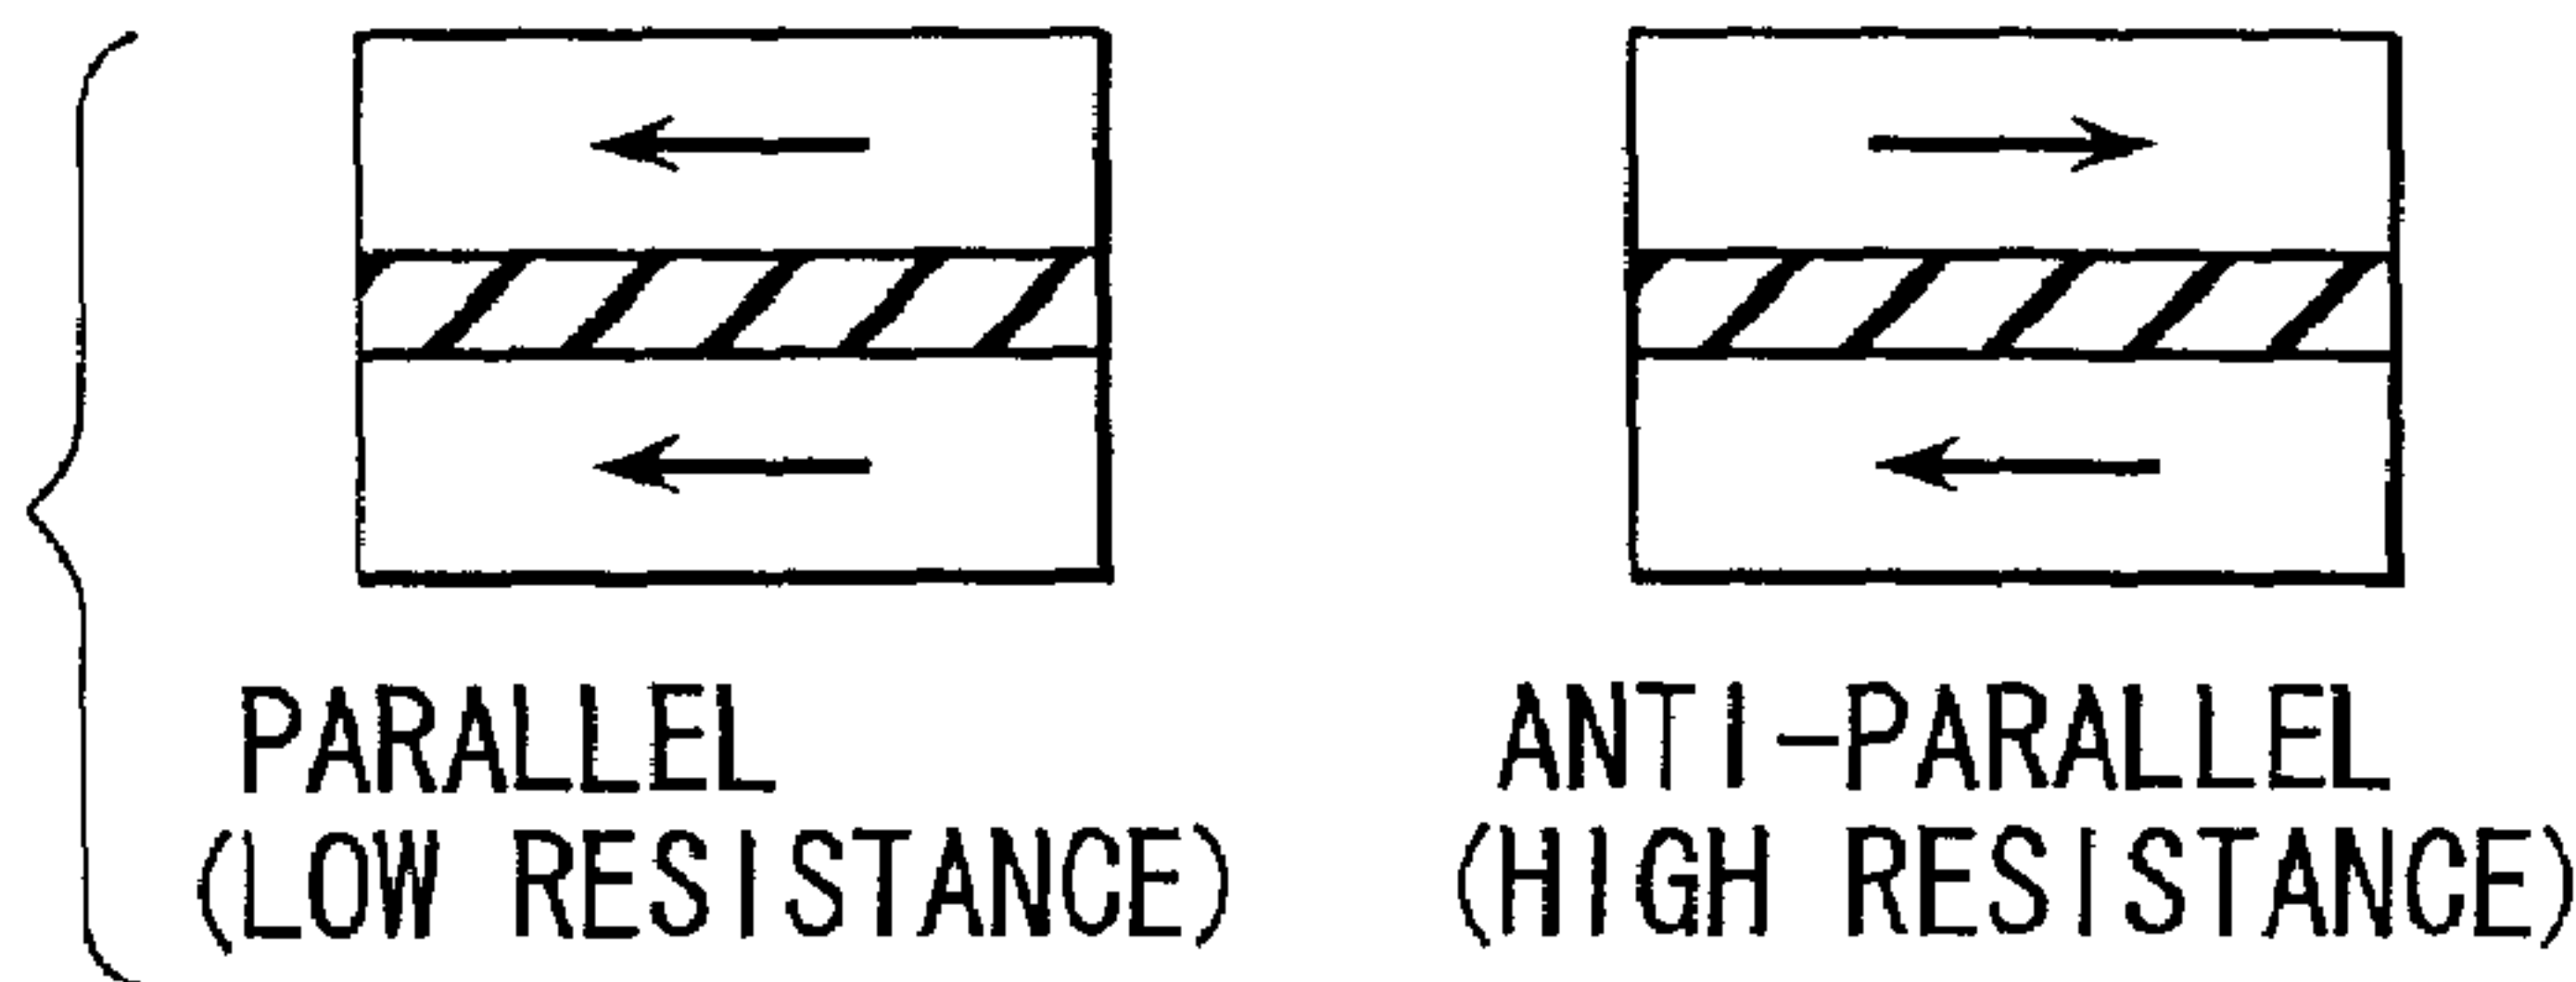 PARALLEL
(LOW RESISTANCE)
ANTI-PARALLEL
(HIGH RESISTANCE)